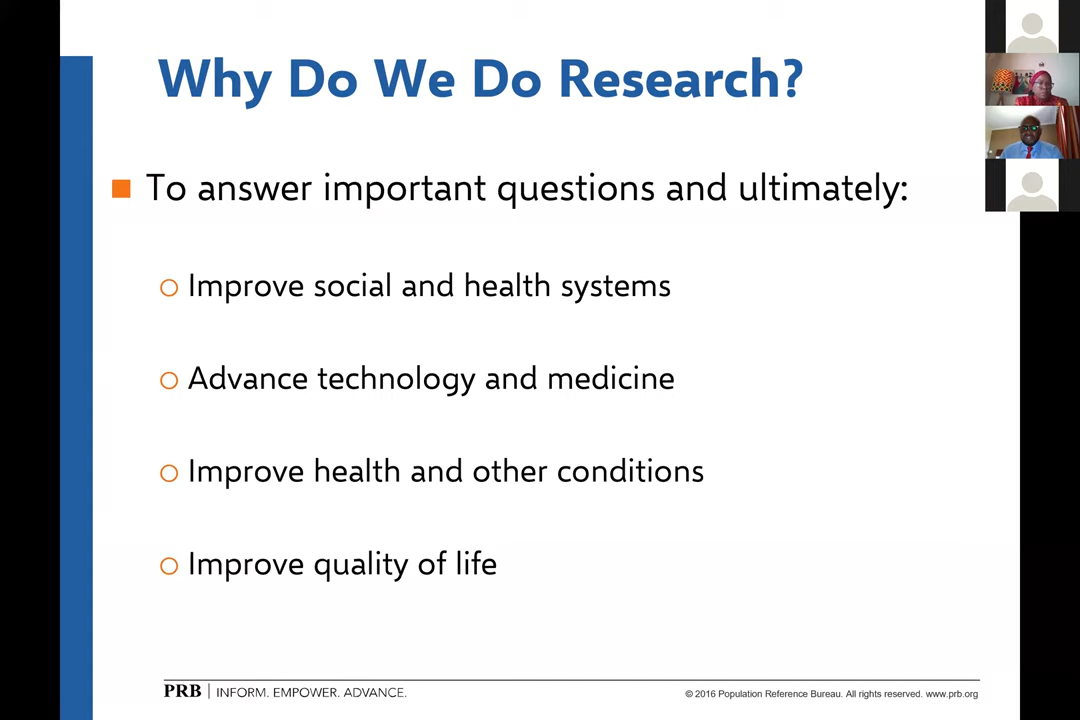 Why Do We Do Research?
To answer important questions and ultimately:
Improve social and health systems
Advance technology and medicine
Improve health and other conditions
Improve quality of life
PRB | INFORM. EMPOWER. ADVANCE.
© 2016 Population Reference Bureau. All rights reserved. www.prb.org